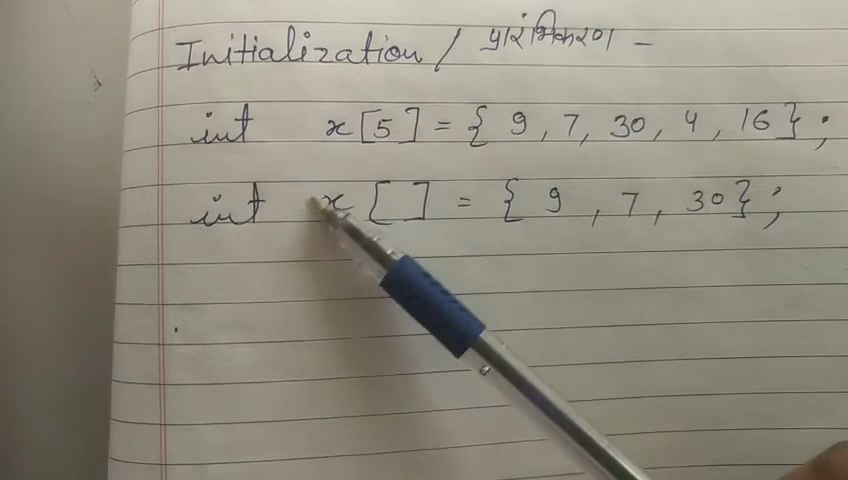 Initialization / प्रारंभिकरण -
int x[5] = { 9, 7, 30, 4, 16 } ;
int x [ ] = { 9 , 7, 30 } ;